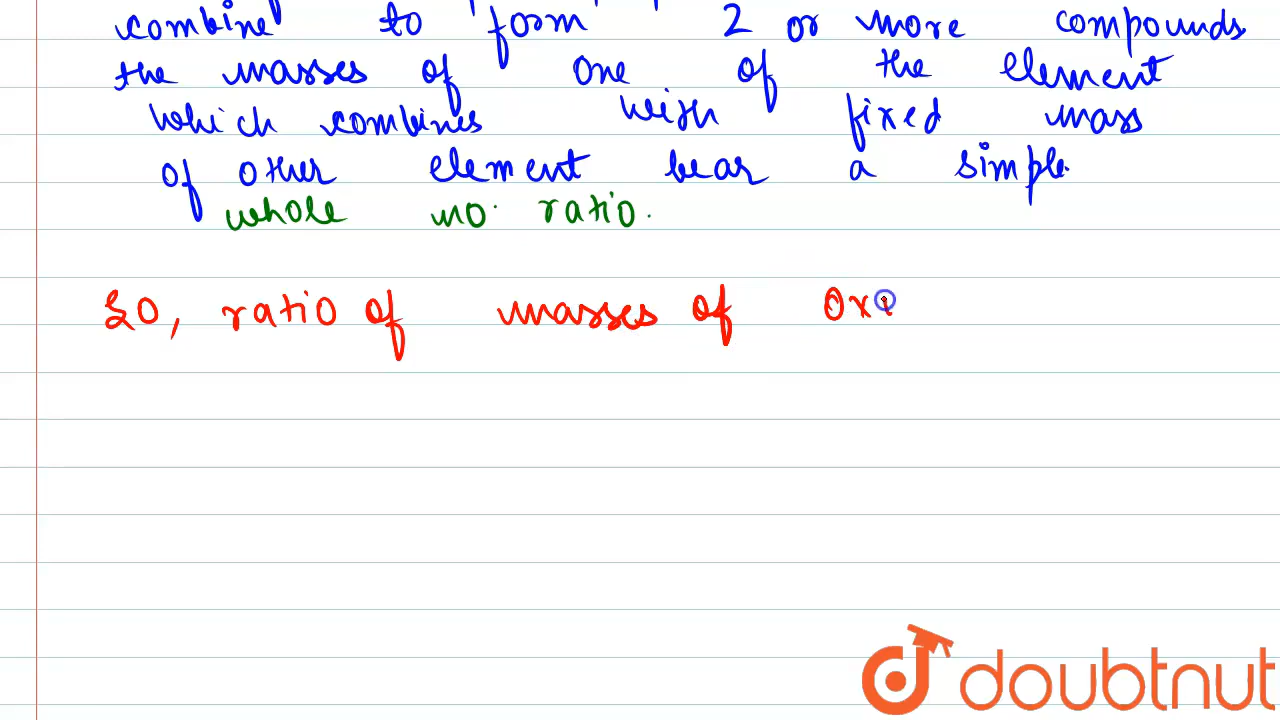 combine to form 2 or more compounds
the masses of one of the element
which combines with fixed mass
of other element bear a simple
whole no. ratio.
So, ratio of masses of oxi
doubtnut